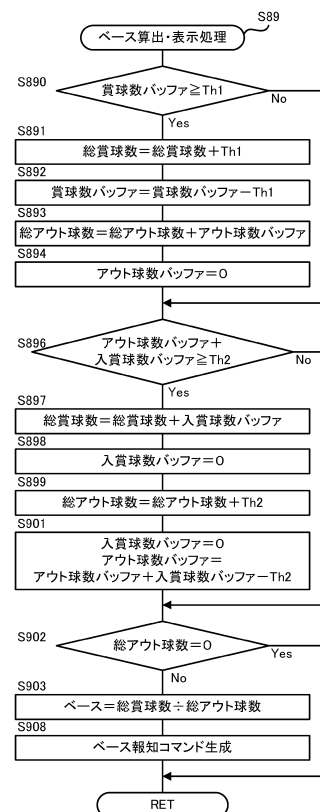 S89
ベース算出・表示処理
S890
賞球数バッファ≧Th1
No
Yes
S891
総賞球数=総賞球数+Th1
S892
賞球数バッファ=賞球数バッファ-Th1
S893
総アウト球数=総アウト球数+アウト球数バッファ
S894
アウト球数バッファ=0
S896
アウト球数バッファ+
入賞球数バッファ≧Th2
No
Yes
S897
総賞球数=総賞球数+入賞球数バッファ
S898
入賞球数バッファ=0
S899
総アウト球数=総アウト球数+Th2
S901
入賞球数バッファ=0
アウト球数バッファ=
アウト球数バッファ+入賞球数バッファ-Th2
S902
総アウト球数=0
Yes
No
S903
ベース=総賞球数÷総アウト球数
S908
ベース報知コマンド生成
RET